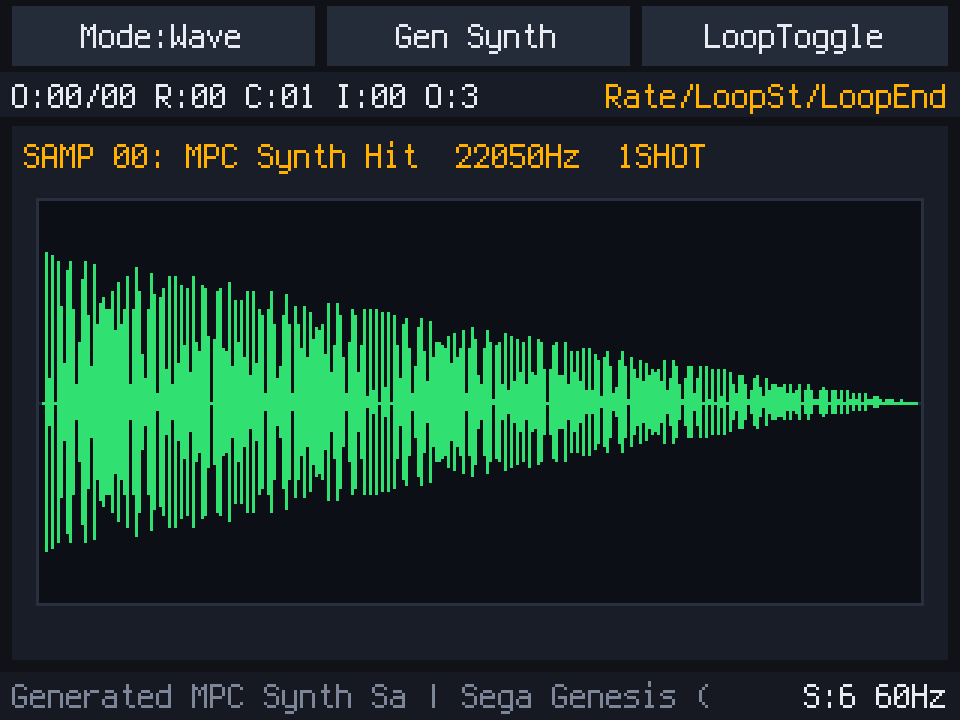 Mode:Wave Gen Synth LoopToggle
O:00/00 R:00 C:01 I:00 O:3 Rate/LoopSt/LoopEnd
SAMP 00: MPC Synth Hit 22050Hz 1SHOT
Generated MPC Synth Sa | Sega Genesis ( S:6 60Hz